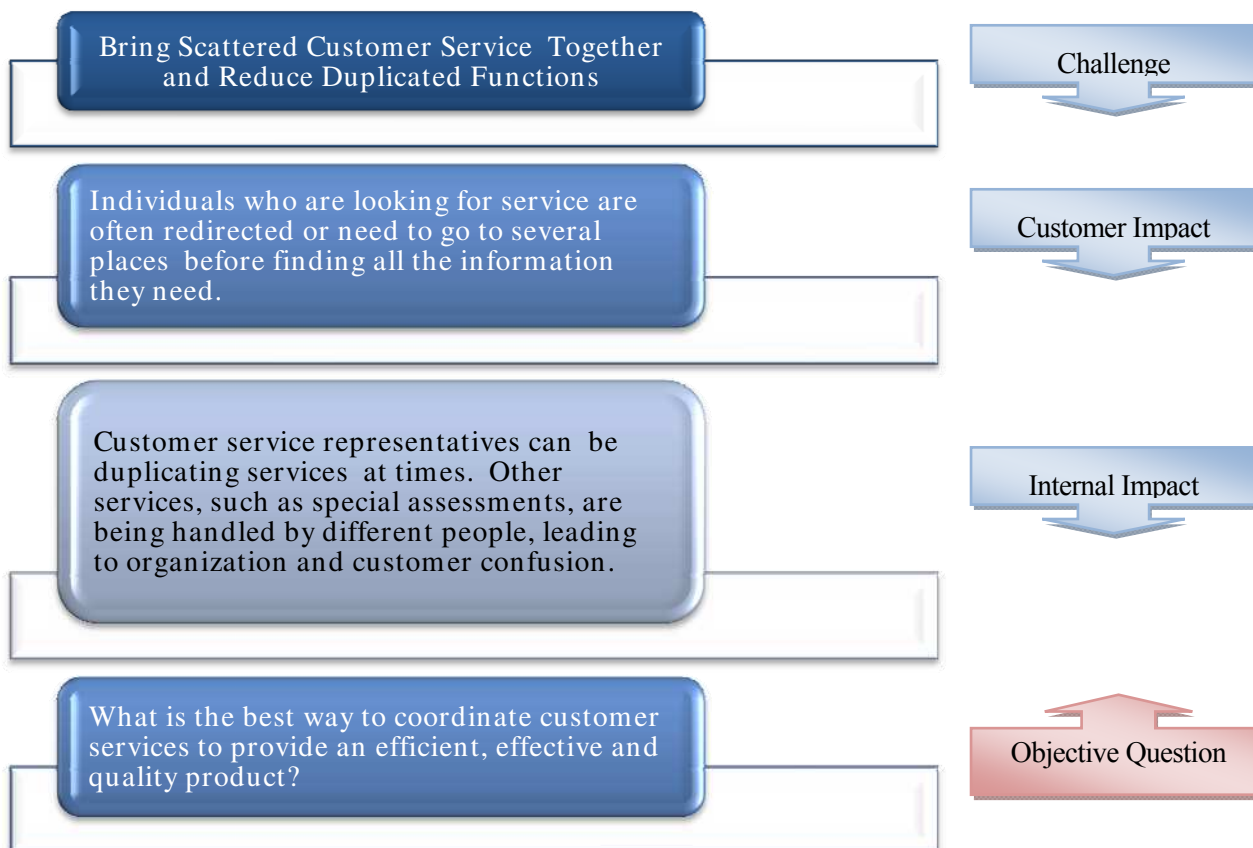 Bring Scattered Customer Service Together
and Reduce Duplicated Functions
Challenge
Individuals who are looking for service are
often redirected or need to go to several
places before finding all the information
they need.
Customer Impact
Customer service representatives can be
duplicating services at times. Other
services, such as special assessments, are
being handled by different people, leading
to organization and customer confusion.
Internal Impact
What is the best way to coordinate customer
services to provide an efficient, effective and
quality product?
Objective Question